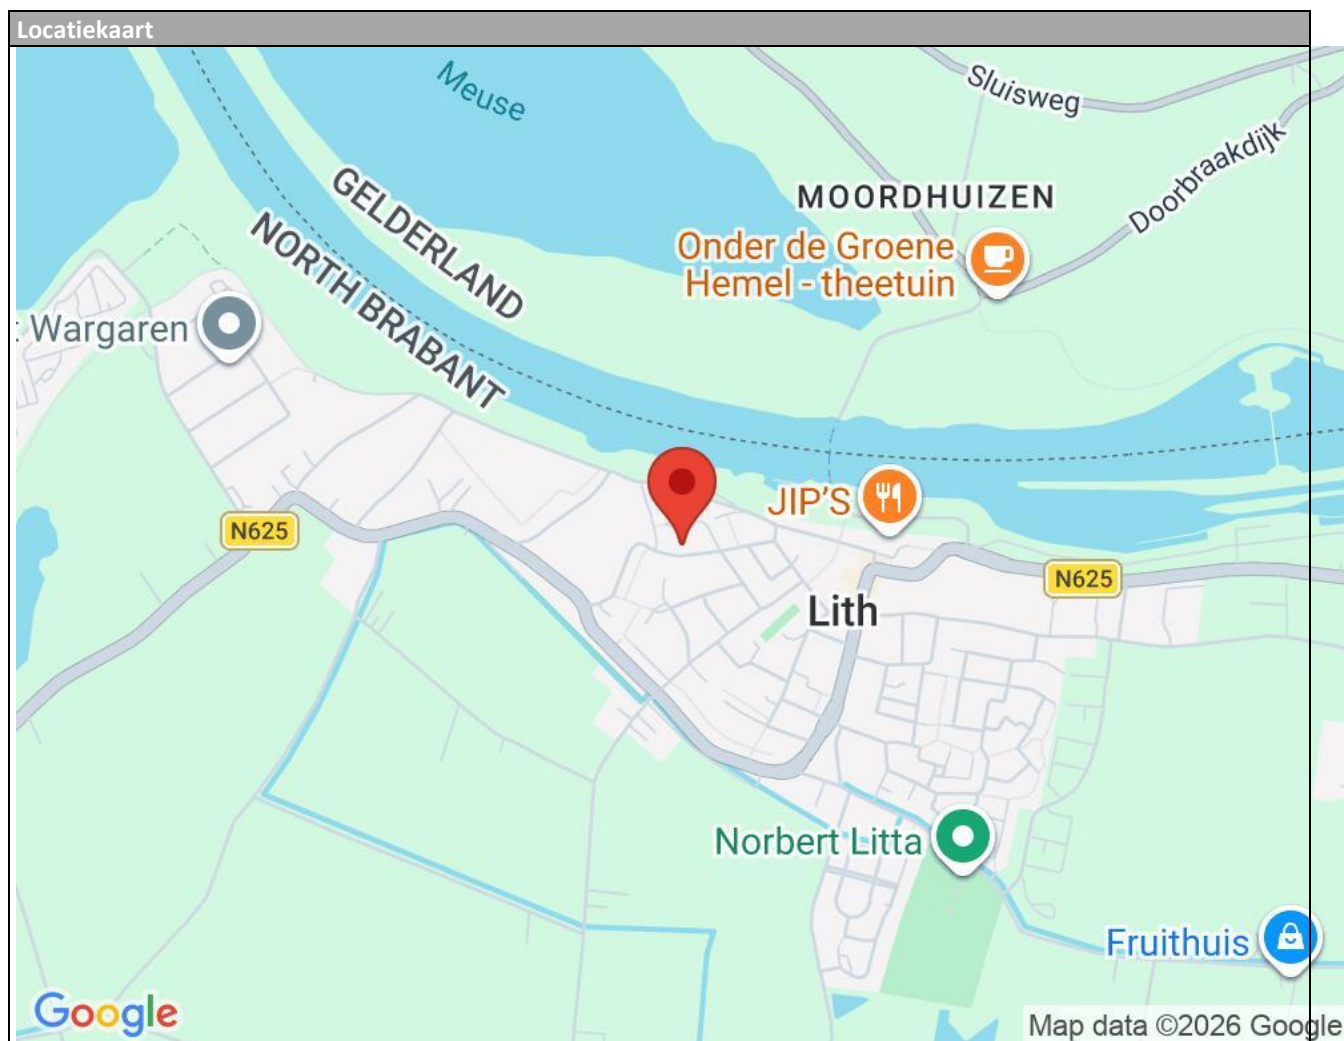 Locatiekaart
Meuse
Sluisweg
Doorbraakdijk
MOORDHUIZEN
GELDERLAND
NORTH BRABANT
Onder de Groene
Hemel - theetuin
Wargaren
JIP'S
N625
N625
Lith
Norbert Litta
Fruithuis
Google
Map data ©2026 Google